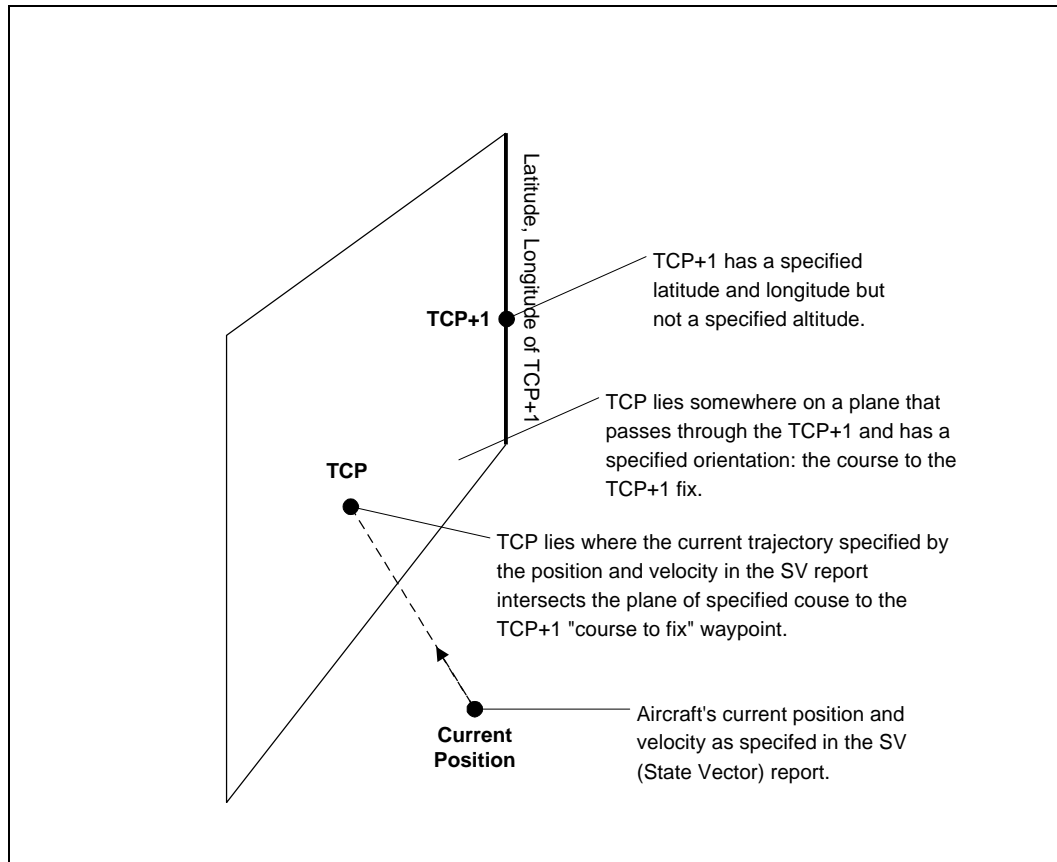 Latitude, Longitude of TCP+1
TCP+1 has a specified
latitude and longitude but
not a specified altitude.
TCP+1
TCP lies somewhere on a plane that
passes through the TCP+1 and has a
specified orientation: the course to the
TCP+1 fix.
TCP
TCP lies where the current trajectory specified by
the position and velocity in the SV report
intersects the plane of specified couse to the
TCP+1 "course to fix" waypoint.
Current
Position
Aircraft's current position and
velocity as specifed in the SV
(State Vector) report.